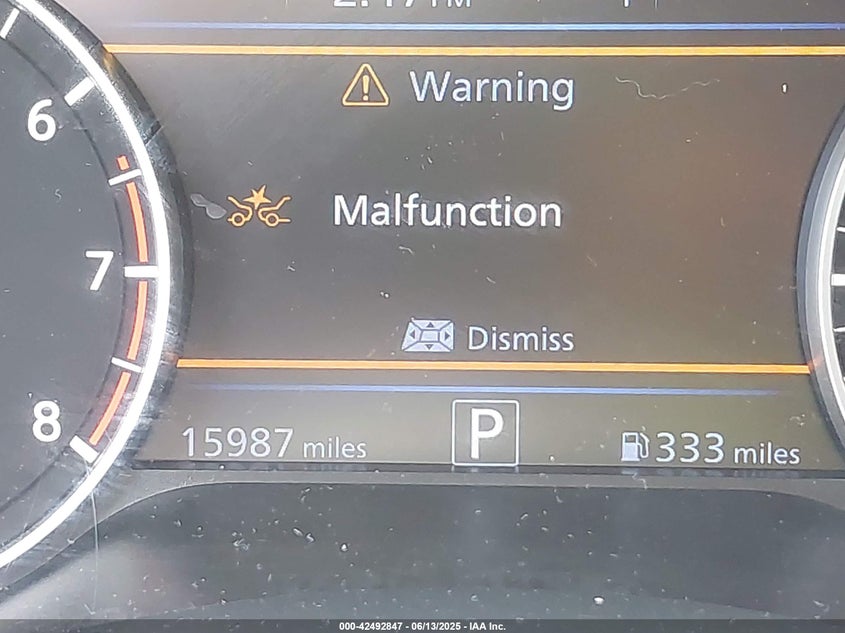 Warning
6
Malfunction
7
Dismiss
8
15987 miles
P
333 miles
000-42492847 - 06/13/2025 - IAA Inc.